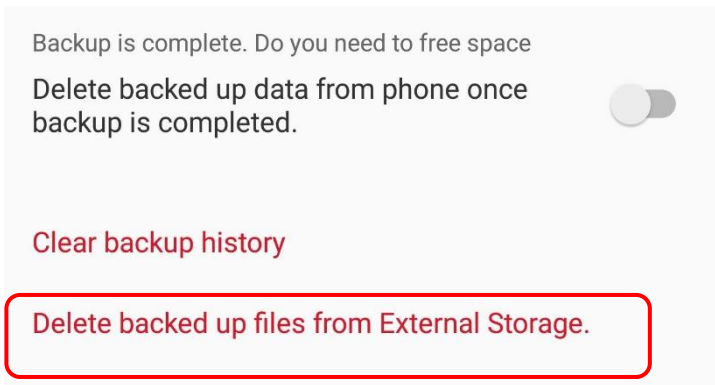 Backup is complete. Do you need to free space
Delete backed up data from phone once
backup is completed.
Clear backup history
Delete backed up files from External Storage.